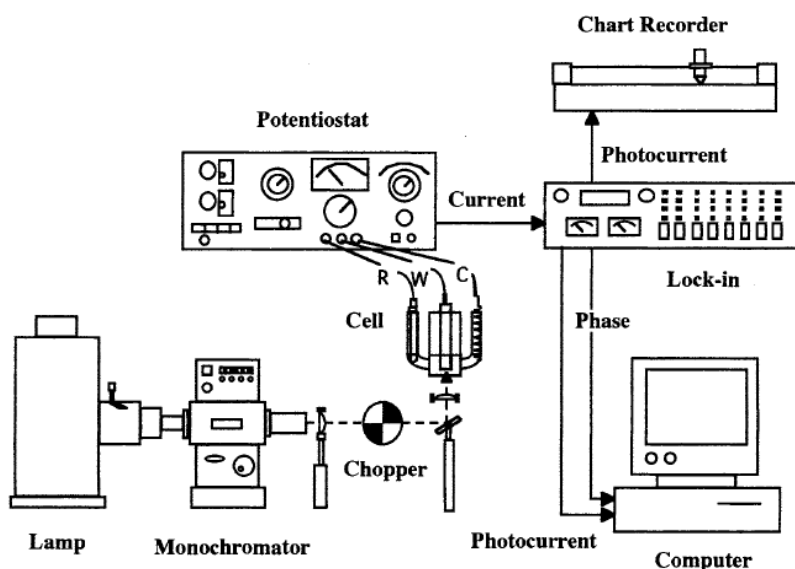 Chart Recorder
Potentiostat
Photocurrent
Current
R W C
Lock-in
Cell
Phase
Chopper
Lamp
Monochromator
Photocurrent
Computer